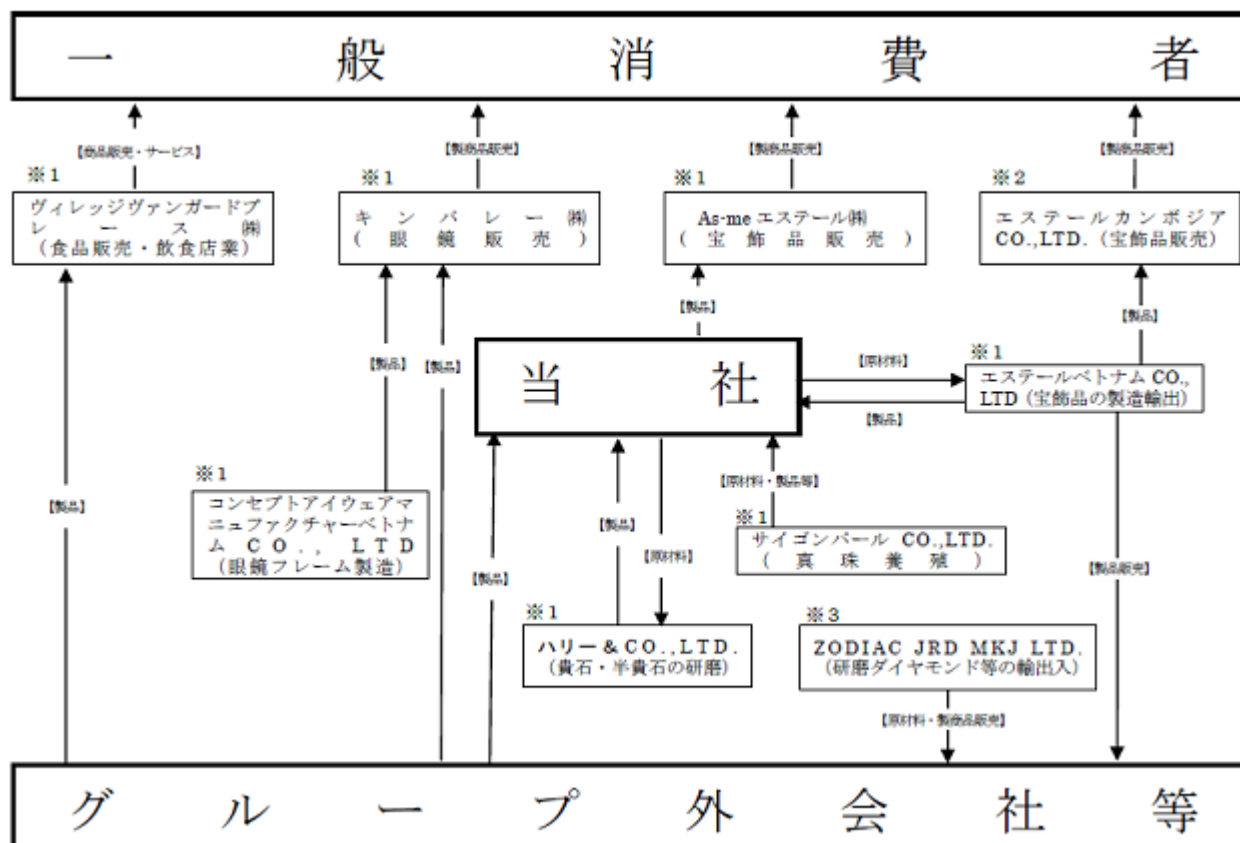 一般消費者
【商品販売・サービス】
【製商品販売】
【製商品販売】
【製商品販売】
※1
※1
※1
※2
ヴィレッジヴァンガードプ
レース㈱
(食品販売・飲食店業)
キンバレー㈱
(眼鏡販売)
As-meエステール㈱
(宝飾品販売)
エステールカンボジア
CO.,LTD.(宝飾品販売)
【製品】
【製品】
※1
当社
【原材料】
エステールベトナム CO.,
LTD(宝飾品の製造輸出)
【製品】
【製品】
【製品】
※1
コンセプトアイウェアマ
ニュファクチャーベトナ
ムCO., LTD
(眼鏡フレーム製造)
【原材料・製品等】
※1
サイゴンパール CO.,LTD.
(真珠養殖)
【製品】
【製品】
【製品】
【原材料】
【製品販売】
※1
ハリー&CO.,LTD.
(貴石・半貴石の研磨)
※3
ZODIAC JRD MKJ LTD.
(研磨ダイヤモンド等の輸出入)
【原材料・製商品販売】
グループ外会社等